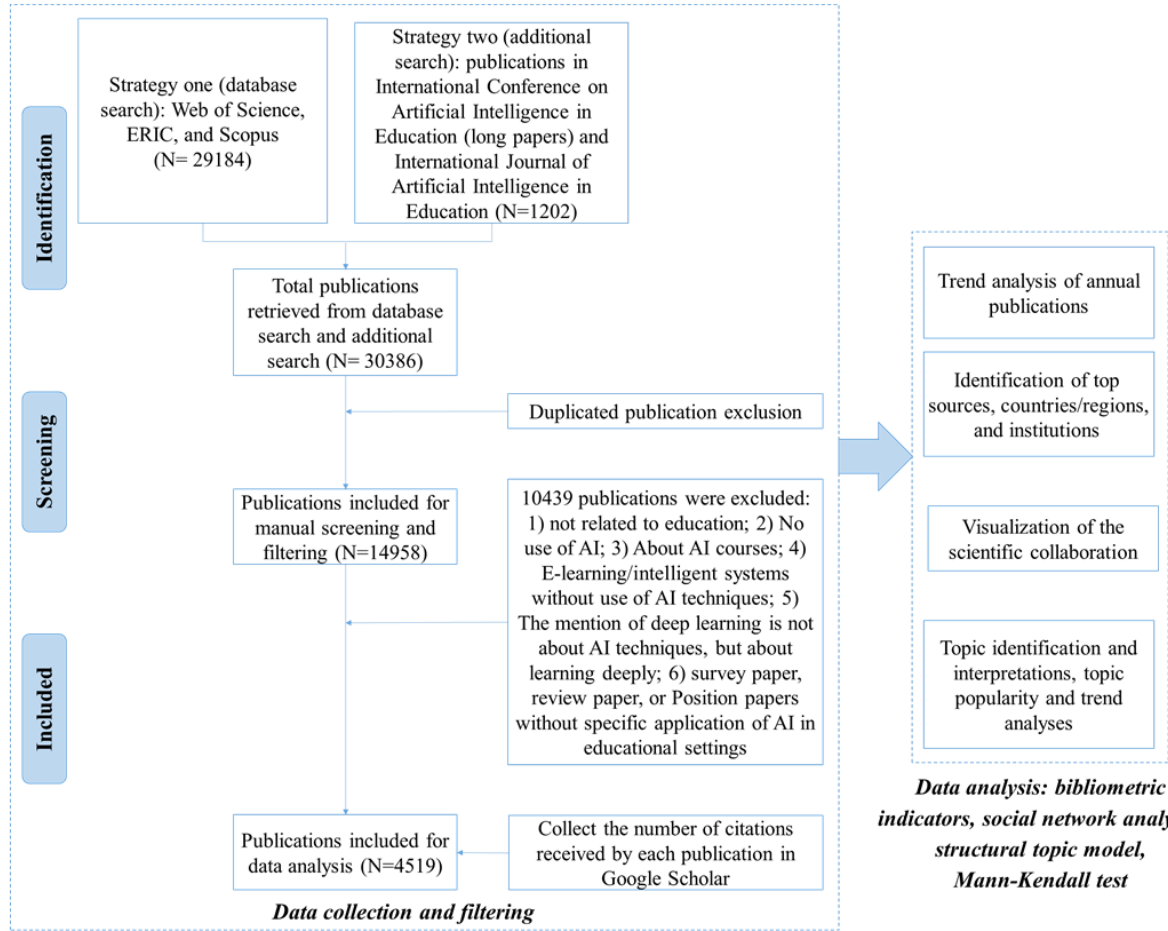 Identification
Strategy one (database
search): Web of Science,
ERIC, and Scopus
(N= 29184)
Strategy two (additional
search): publications in
International Conference on
Artificial Intelligence in
Education (long papers) and
International Journal of
Artificial Intelligence in
Education (N=1202)
Total publications
retrieved from database
search and additional
search (N= 30386)
Screening
Duplicated publication exclusion
Publications included for
manual screening and
filtering (N=14958)
10439 publications were excluded:
1) not related to education; 2) No
use of AI; 3) About AI courses; 4)
E-learning/intelligent systems
without use of AI techniques; 5)
The mention of deep learning is not
about AI techniques, but about
learning deeply; 6) survey paper,
review paper, or Position papers
without specific application of AI in
educational settings
Included
Publications included for
data analysis (N=4519)
Collect the number of citations
received by each publication in
Google Scholar
Data collection and filtering
Trend analysis of annual
publications
Identification of top
sources, countries/regions,
and institutions
Visualization of the
scientific collaboration
Topic identification and
interpretations, topic
popularity and trend
analyses
Data analysis: bibliometric
indicators, social network analy
structural topic model,
Mann-Kendall test